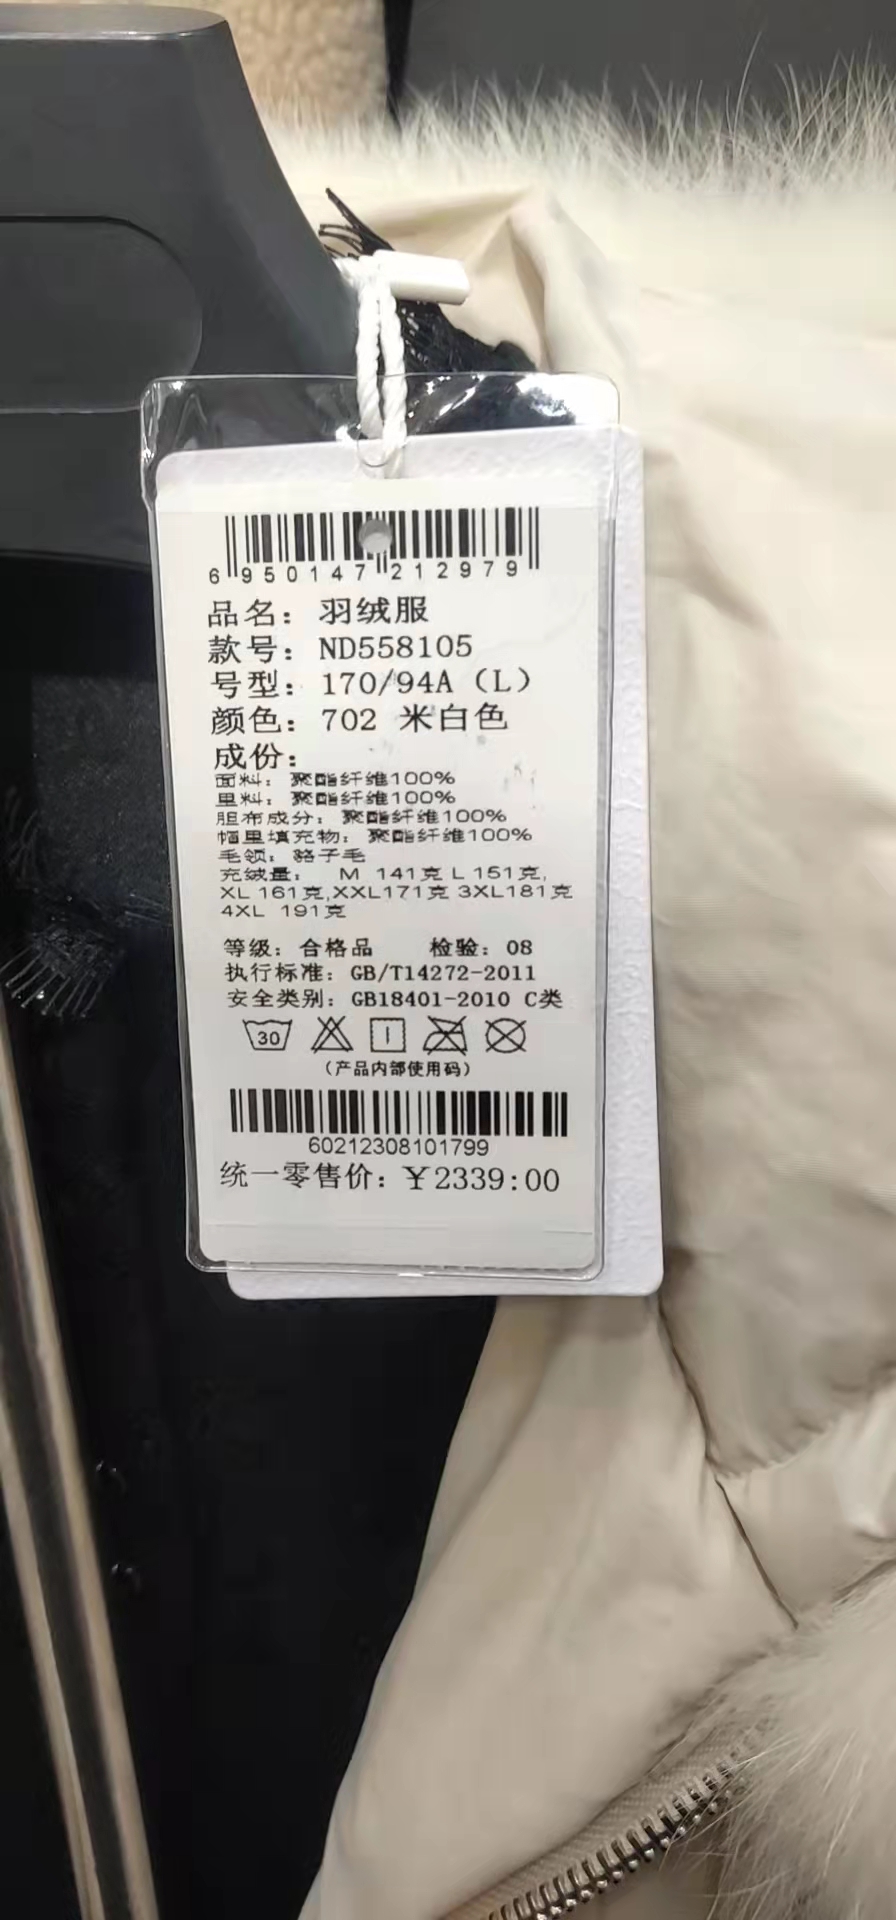 6 950147 212979
品名：羽绒服
款号：ND558105
号型：170/94A（L）
颜色：702 米白色
成份：
面料：聚酯纤维100%
里料：聚酯纤维100%
胆布成分：聚酯纤维100%
帽里填充物：聚酯纤维100%
毛领：貉子毛
充绒量： M 141克 L 151克,
XL 161克,XXL171克 3XL181克
4XL 191克
等级：合格品 检验：08
执行标准：GB/T14272-2011
安全类别：GB18401-2010 C类
30
（产品内部使用码）
60212308101799
统一零售价：￥2339:00